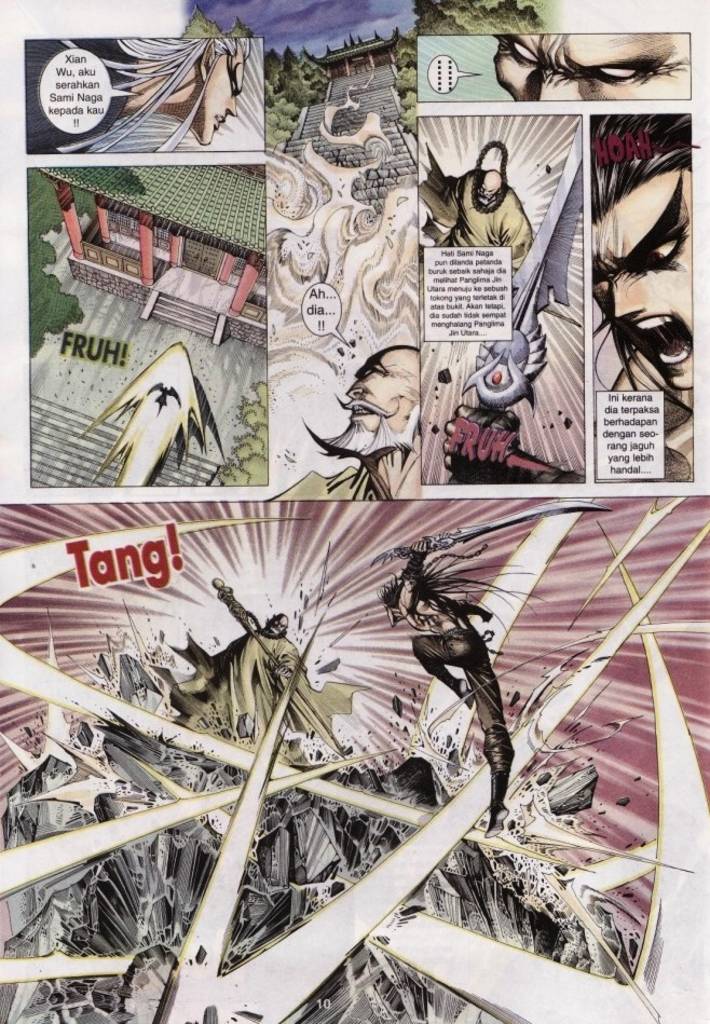 Xian
Wu, aku
serahkan
Sami Naga
kepada kau
!!
FRUH!
Ah...
dia...
!!
Hati Sami Naga
pun dilanda petanda
buruk sebaik sahaja dia
melihat Panglima Jin
Utara menuju ke sebuah
tokong yang terletak di
atas bukit. Akan tetapi,
dia sudah tidak sempat
menghalang Panglima
Jin Utara....
FRUH
HOAH
Ini kerana
dia terpaksa
berhadapan
dengan seo-
rang jaguh
yang lebih
handal....
Tang!
10